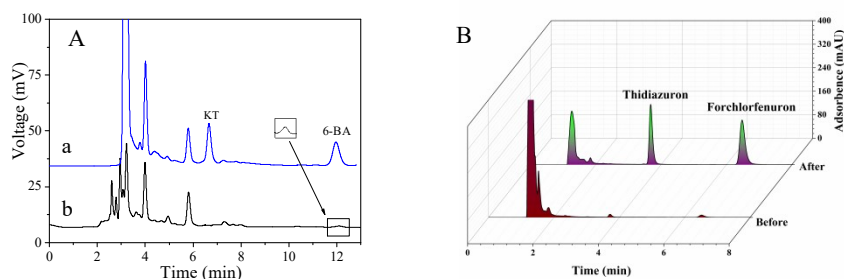 A
100
75
50
25
0
Voltage (mV)
a
b
KT
6-BA
0 2 4 6 8 10 12
Time (min)
B
400
320
240
160
80
0
Adsorbence (mAU)
Thidiazuron
Forchlorfenuron
After
Before
0 2 4 6 8
Time (min)